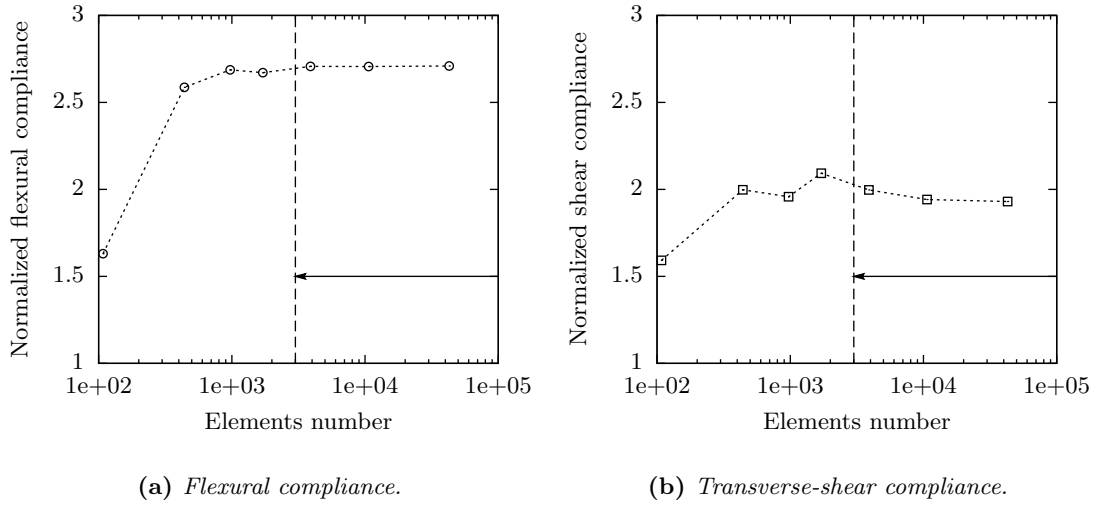 Normalized flexural compliance
3
2.5
2
1.5
1
1e+02 1e+03 1e+04 1e+05
Elements number
(a) Flexural compliance.
Normalized shear compliance
3
2.5
2
1.5
1
1e+02 1e+03 1e+04 1e+05
Elements number
(b) Transverse-shear compliance.